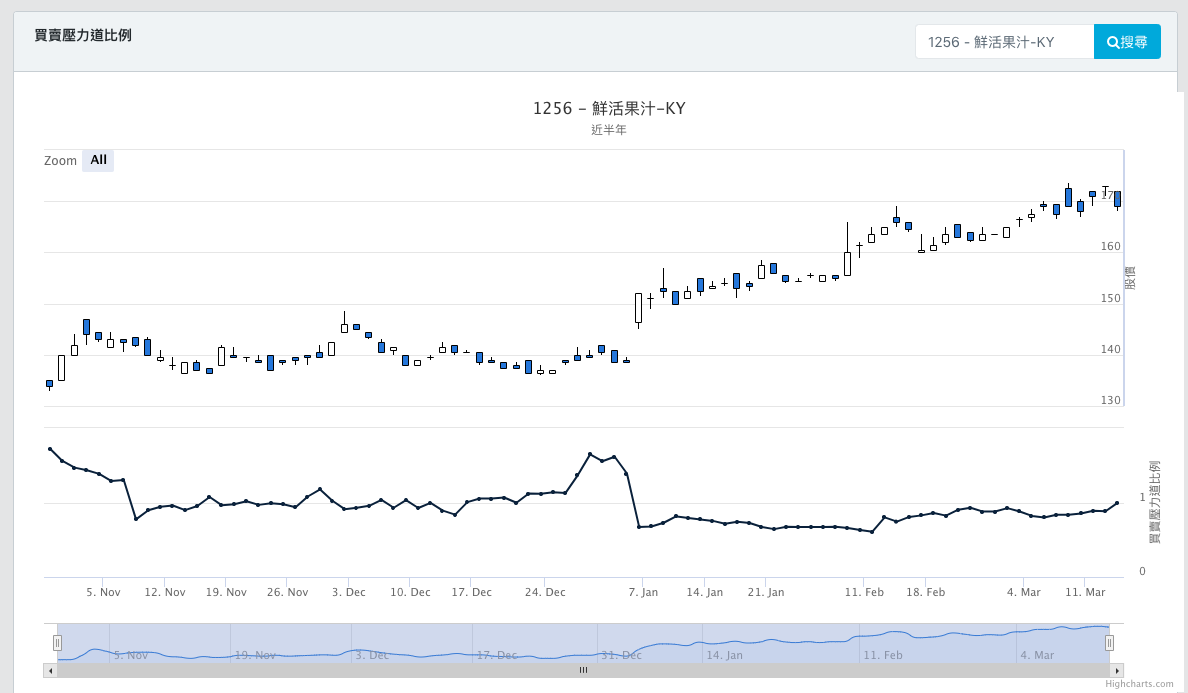 買賣壓力道比例
1256 - 鮮活果汁-KY
搜尋
1256 - 鮮活果汁-KY
近半年
Zoom All
170
160
150
140
130
股價
1
0
買賣壓力道比例
5. Nov 12. Nov 19. Nov 26. Nov 3. Dec 10. Dec 17. Dec 24. Dec 7. Jan 14. Jan 21. Jan 11. Feb 18. Feb 4. Mar 11. Mar
5. Nov 19. Nov 3. Dec 17. Dec 31. Dec 14. Jan 11. Feb 4. Mar
Highcharts.com